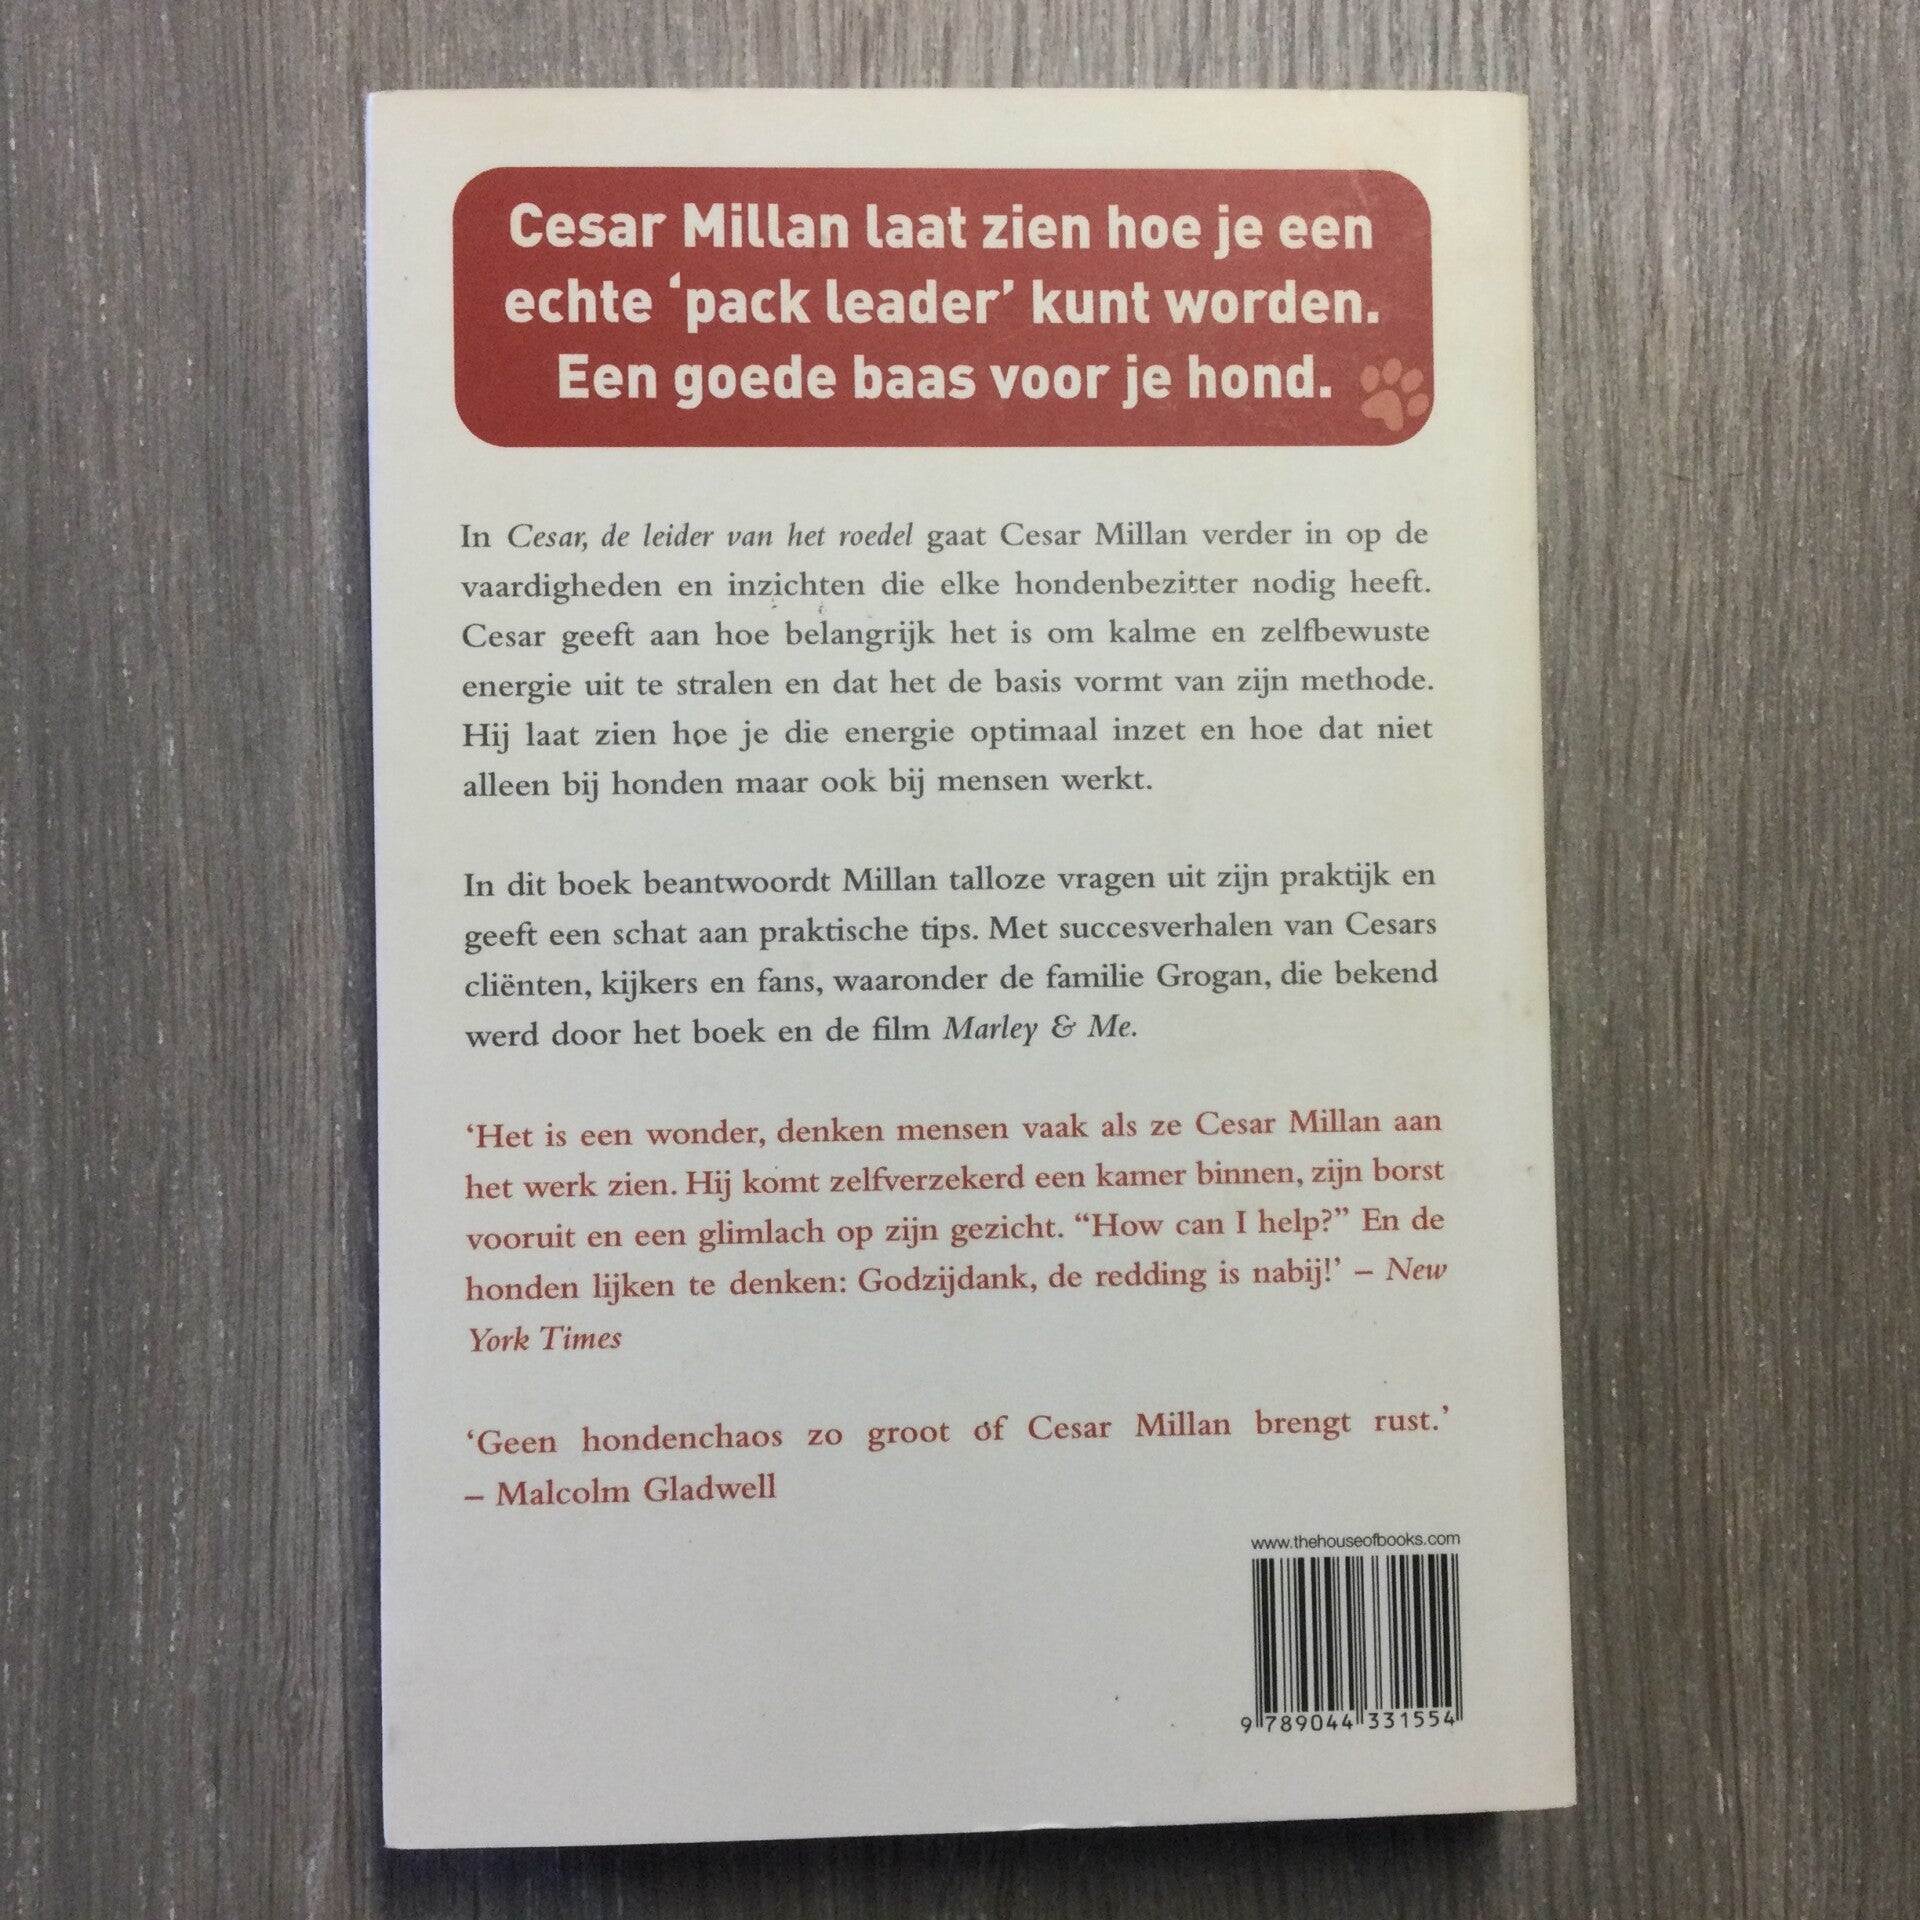 Cesar Millan laat zien hoe je een
echte ‘pack leader’ kunt worden.
Een goede baas voor je hond.
In Cesar, de leider van het roedel gaat Cesar Millan verder in op de
vaardigheden en inzichten die elke hondenbezitter nodig heeft.
Cesar geeft aan hoe belangrijk het is om kalme en zelfbewuste
energie uit te stralen en dat het de basis vormt van zijn methode.
Hij laat zien hoe je die energie optimaal inzet en hoe dat niet
alleen bij honden maar ook bij mensen werkt.
In dit boek beantwoordt Millan talloze vragen uit zijn praktijk en
geeft een schat aan praktische tips. Met succesverhalen van Cesars
cliënten, kijkers en fans, waaronder de familie Grogan, die bekend
werd door het boek en de film Marley & Me.
‘Het is een wonder, denken mensen vaak als ze Cesar Millan aan
het werk zien. Hij komt zelfverzekerd een kamer binnen, zijn borst
vooruit en een glimlach op zijn gezicht. “How can I help?” En de
honden lijken te denken: Godzijdank, de redding is nabij!’ – New
York Times
‘Geen hondenchaos zo groot óf Cesar Millan brengt rust.’
– Malcolm Gladwell
www.thehouseofbooks.com
9 789044 331554